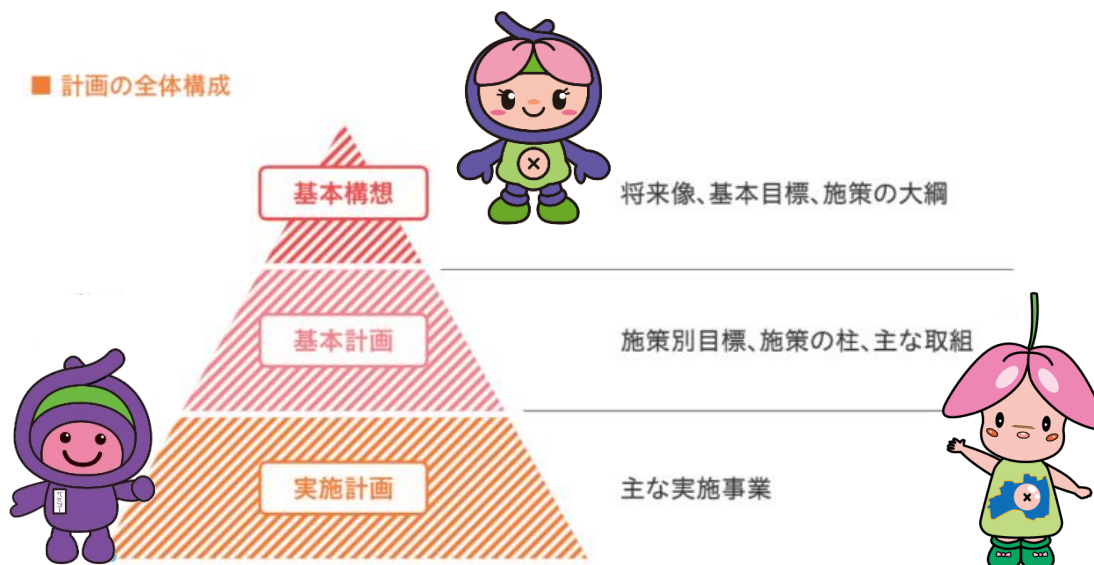 ■ 計画の全体構成
基本構想
将来像、基本目標、施策の大綱
基本計画
施策別目標、施策の柱、主な取組
実施計画
主な実施事業